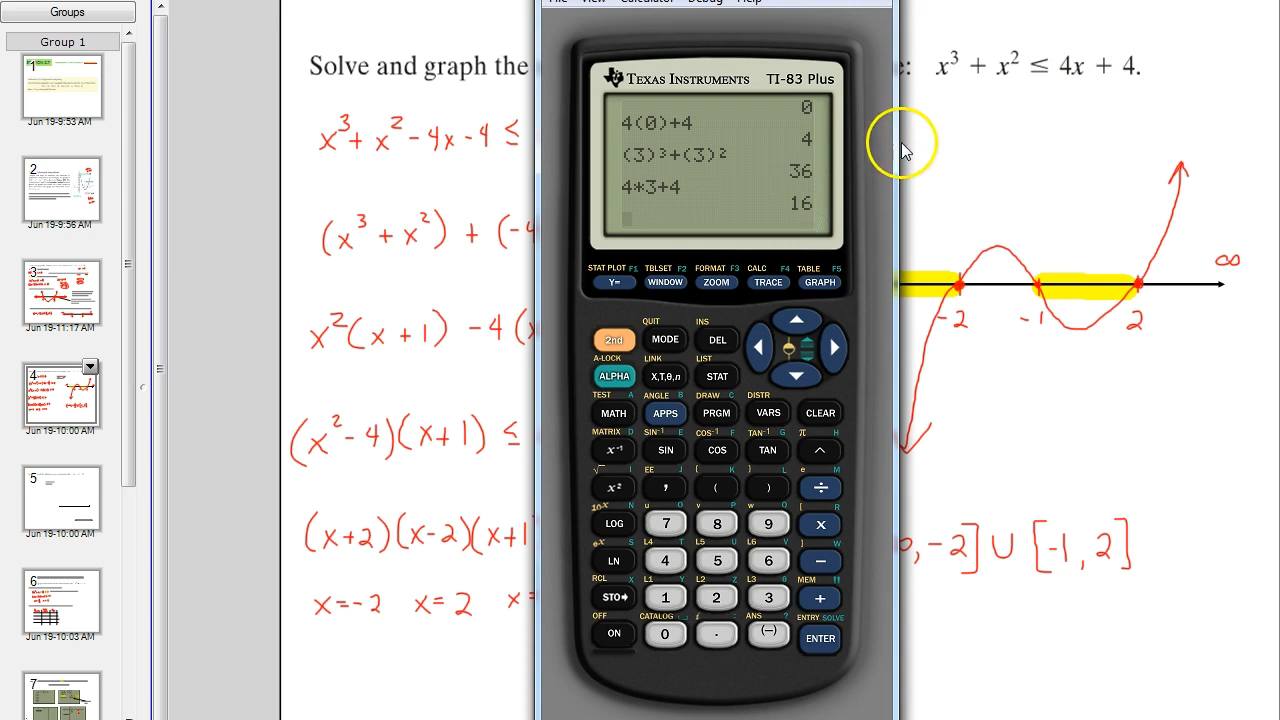 Groups
Group 1
1
Jun 19-9:53 AM
2
Jun 19-9:56 AM
3
Jun 19-11:17 AM
4
Jun 19-10:00 AM
5
Jun 19-10:00 AM
6
Jun 19-10:03 AM
7
File View Calculator Debug Help
Solve and graph the
e: x³ + x² ≤ 4x + 4.
x³ + x² - 4x - 4 ≤
(x³ + x²) + (-4
x²(x + 1) - 4(x
(x² - 4)(x + 1) ≤
(x+2)(x-2)(x+1
x=-2 x=2 x=
TEXAS INSTRUMENTS TI-83 Plus
0
4(0)+4
4
(3)³+(3)²
36
4*3+4
16
STAT PLOT F1 TBLSET F2 FORMAT F3 CALC F4 TABLE F5
Y= WINDOW ZOOM TRACE GRAPH
QUIT INS
2nd MODE DEL
A-LOCK LINK LIST
ALPHA X,T,θ,n STAT
TEST A ANGLE B DRAW C DISTR
MATH APPS PRGM VARS CLEAR
MATRIX D SIN⁻¹ E COS⁻¹ F TAN⁻¹ G π H
x⁻¹ SIN COS TAN ^
√ I EE J { K } L e M
x² , ( ) ÷
10ˣ N u O v P w Q [ R
LOG 7 8 9 x
eˣ S L4 T L5 U L6 V ] W
LN 4 5 6 −
RCL X L1 Y L2 Z L3 θ MEM "
STO➧ 1 2 3 +
OFF CATALOG ⎵ : ANS ? ENTRY SOLVE
ON 0 . (−) ENTER
∞
-2 -1 2
, -2] ∪ [-1, 2]